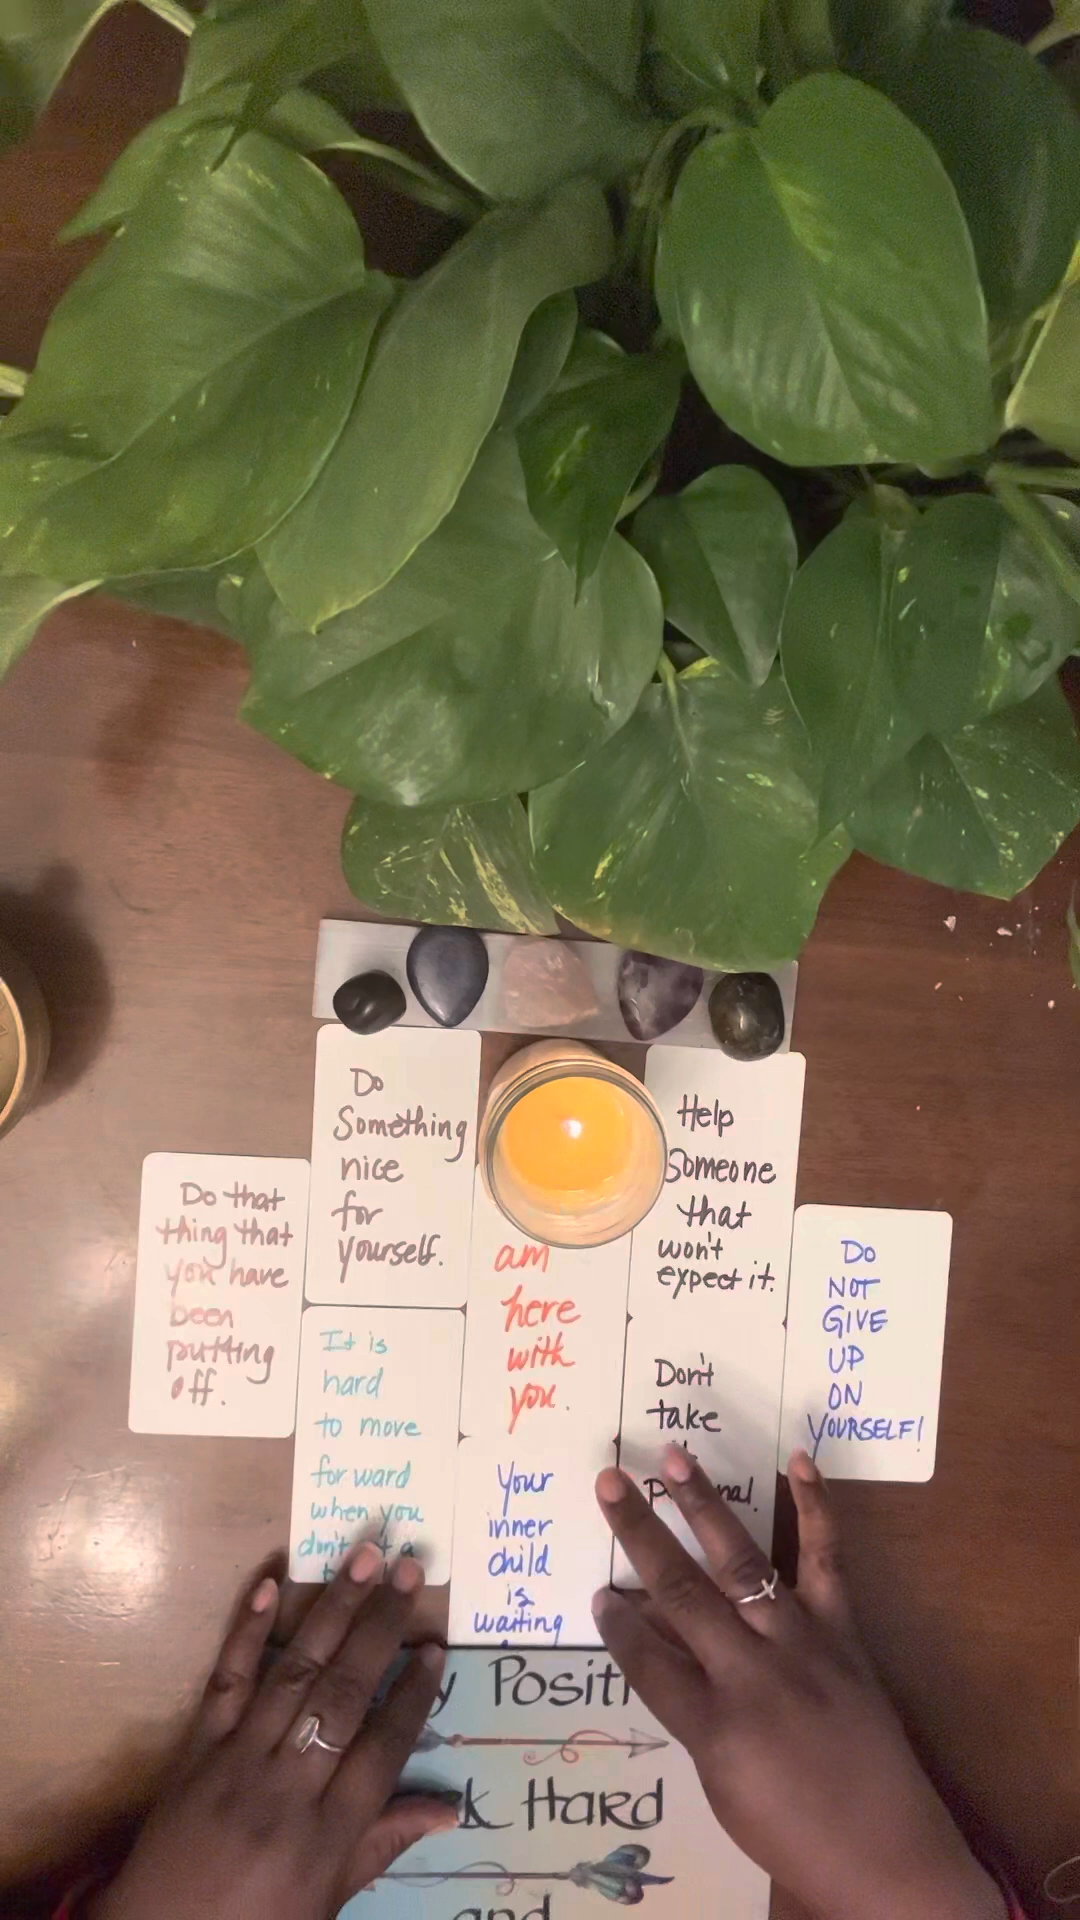 Do that
thing that
you have
been
putting
off.
Do
Something
nice
for
yourself.
It is
hard
to move
forward
when you
don't
a
am
here
with
you.
Your
inner
child
is
waiting
Help
Someone
that
won't
expect it.
Don't
take
DO
NOT
GIVE
UP
ON
YOURSELF!
HARD
and